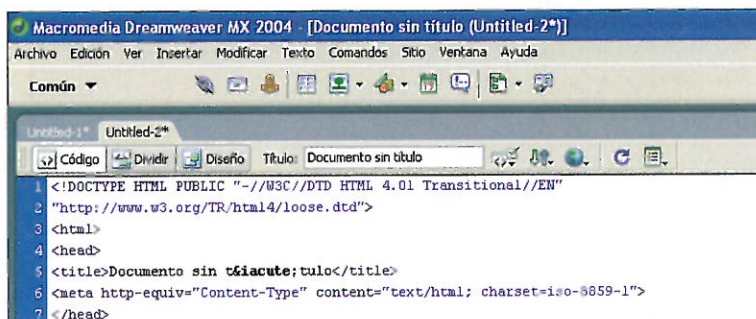 Macromedia Dreamweaver MX 2004 - [Documento sin título (Untitled-2*)]
Archivo Edición Ver Insertar Modificar Texto Comandos Sitio Ventana Ayuda
Común
Untitled-1* Untitled-2*
Código Dividir Diseño Título: Documento sin título
1 <!DOCTYPE HTML PUBLIC "-//W3C//DTD HTML 4.01 Transitional//EN"
2 "http://www.w3.org/TR/html4/loose.dtd">
3 <html>
4 <head>
5 <title>Documento sin t&iacute;tulo</title>
6 <meta http-equiv="Content-Type" content="text/html; charset=iso-8859-1">
7 </head>